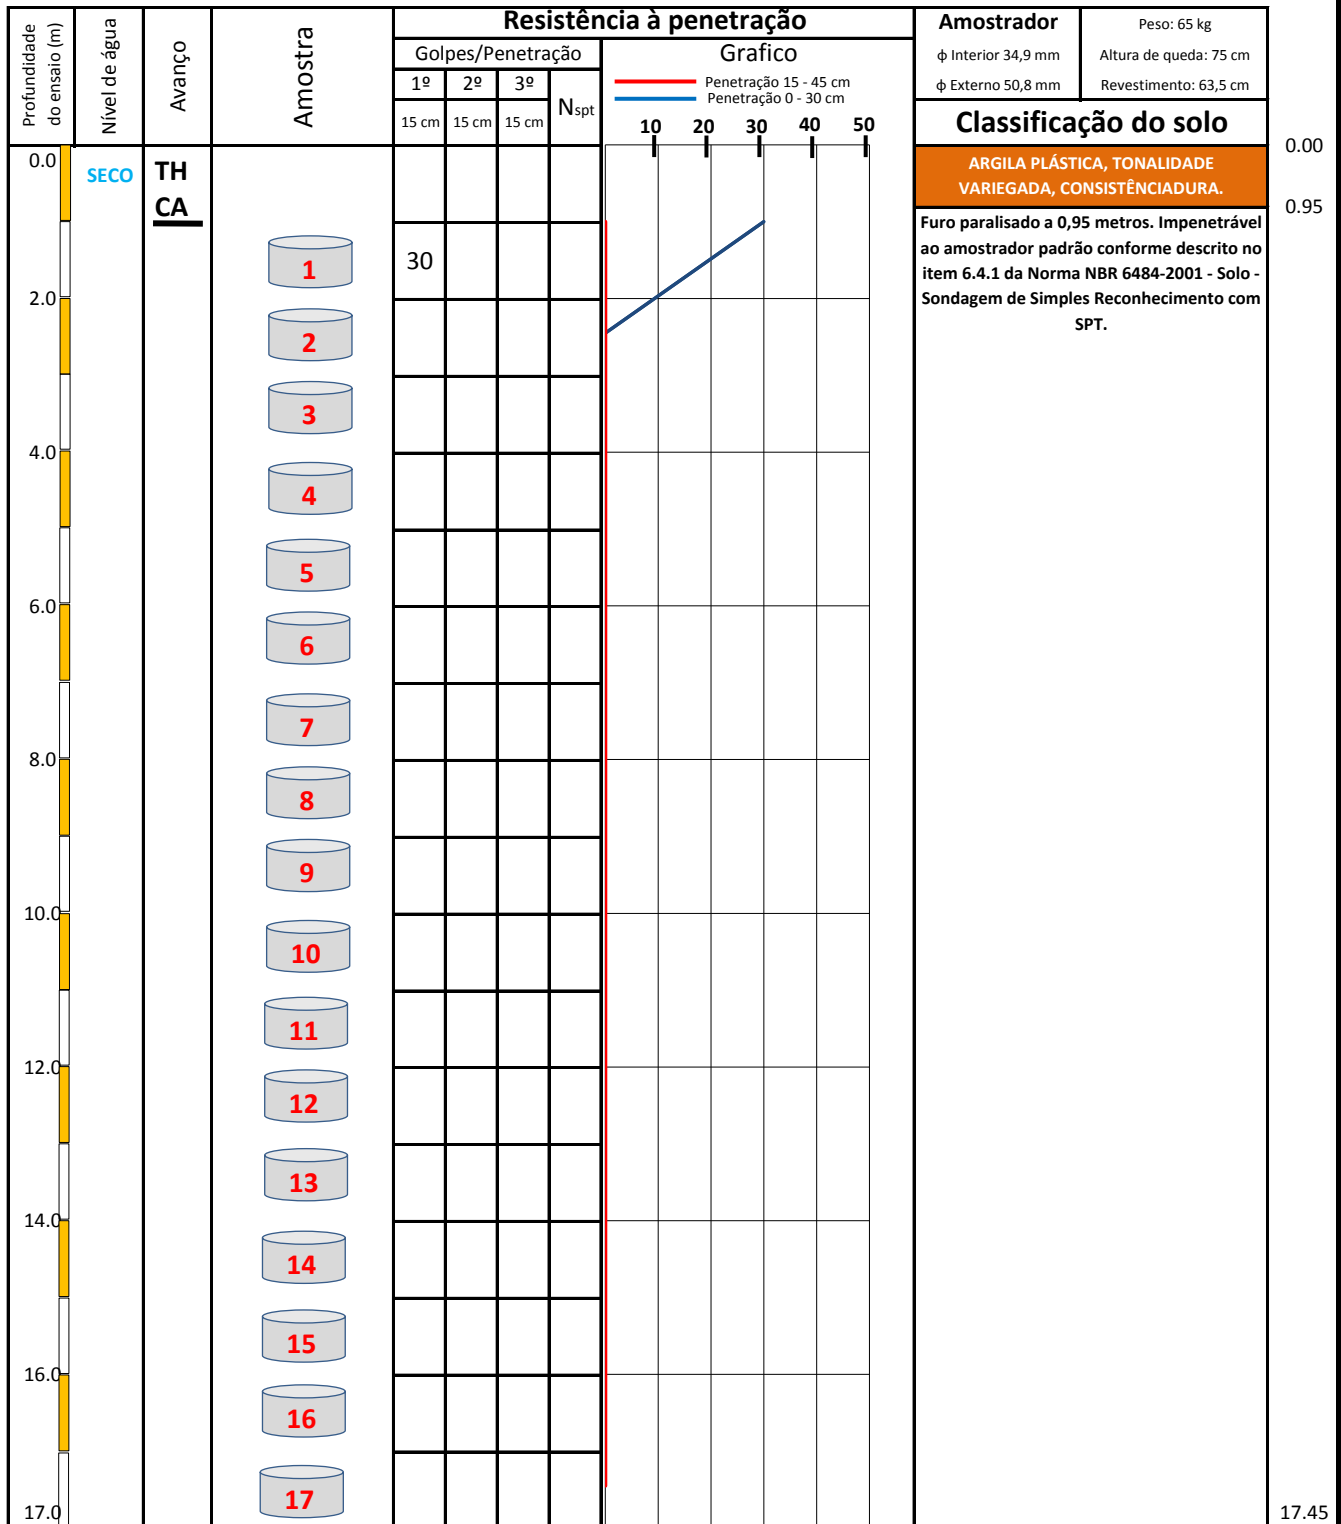 Profundidade do ensaio (m)
Nível de água
Avanço
Amostra
Resistência à penetração
Golpes/Penetração
1º 2º 3º
Nspt
15 cm 15 cm 15 cm
Grafico
Penetração 15 - 45 cm
Penetração 0 - 30 cm
10 20 30 40 50
Amostrador
ϕ Interior 34,9 mm
ϕ Externo 50,8 mm
Peso: 65 kg
Altura de queda: 75 cm
Revestimento: 63,5 cm
Classificação do solo
0.0
SECO
TH
CA
ARGILA PLÁSTICA, TONALIDADE
VARIEGADA, CONSISTÊNCIADURA.
0.00
0.95
Furo paralisado a 0,95 metros. Impenetrável
ao amostrador padrão conforme descrito no
item 6.4.1 da Norma NBR 6484-2001 - Solo -
Sondagem de Simples Reconhecimento com
SPT.
1
30
2.0
2
3
4.0
4
5
6.0
6
7
8.0
8
9
10.0
10
11
12.0
12
13
14.0
14
15
16.0
16
17
17.0
17.45